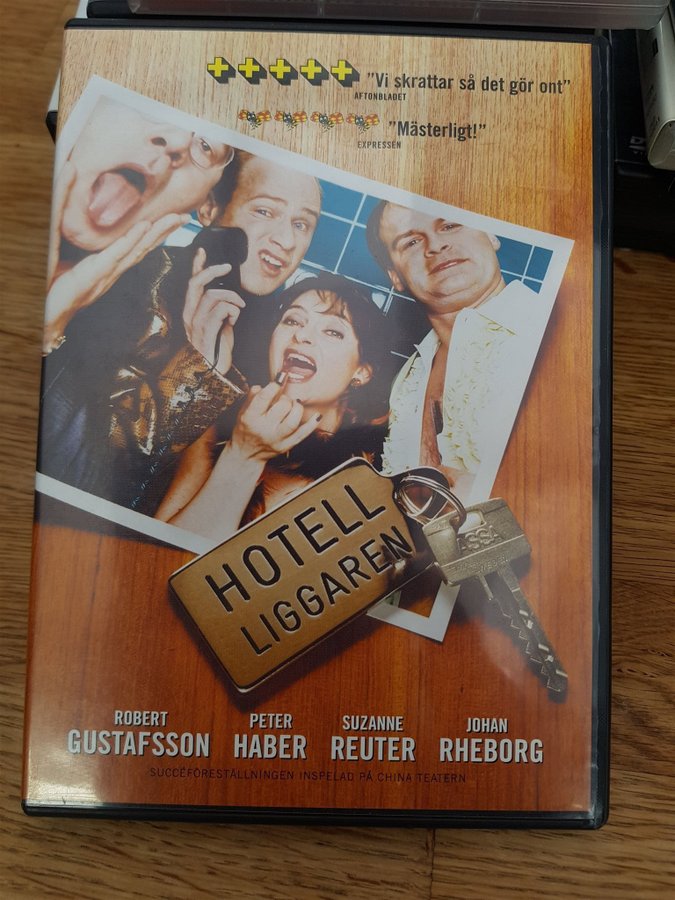 +++++ "Vi skrattar så det gör ont"
AFTONBLADET
"Mästerligt!"
EXPRESSEN
HOTELL
LIGGAREN
ASSA
ROBERT
GUSTAFSSON
PETER
HABER
SUZANNE
REUTER
JOHAN
RHEBORG
SUCCÉFÖRESTÄLLNINGEN INSPELAD PÅ CHINA TEATERN